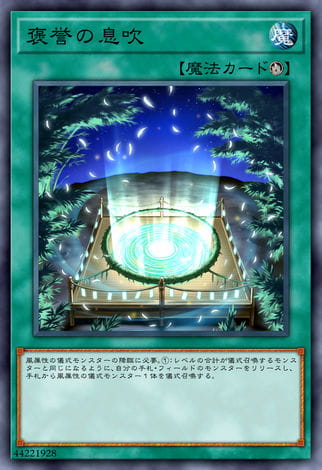 褒誉の息吹
魔
【魔法カード】
風属性の儀式モンスターの降臨に必要。①:レベルの合計が儀式召喚するモンス
ターと同じになるように、自分の手札・フィールドのモンスターをリリースし、
手札から風属性の儀式モンスター1体を儀式召喚する。
44221928